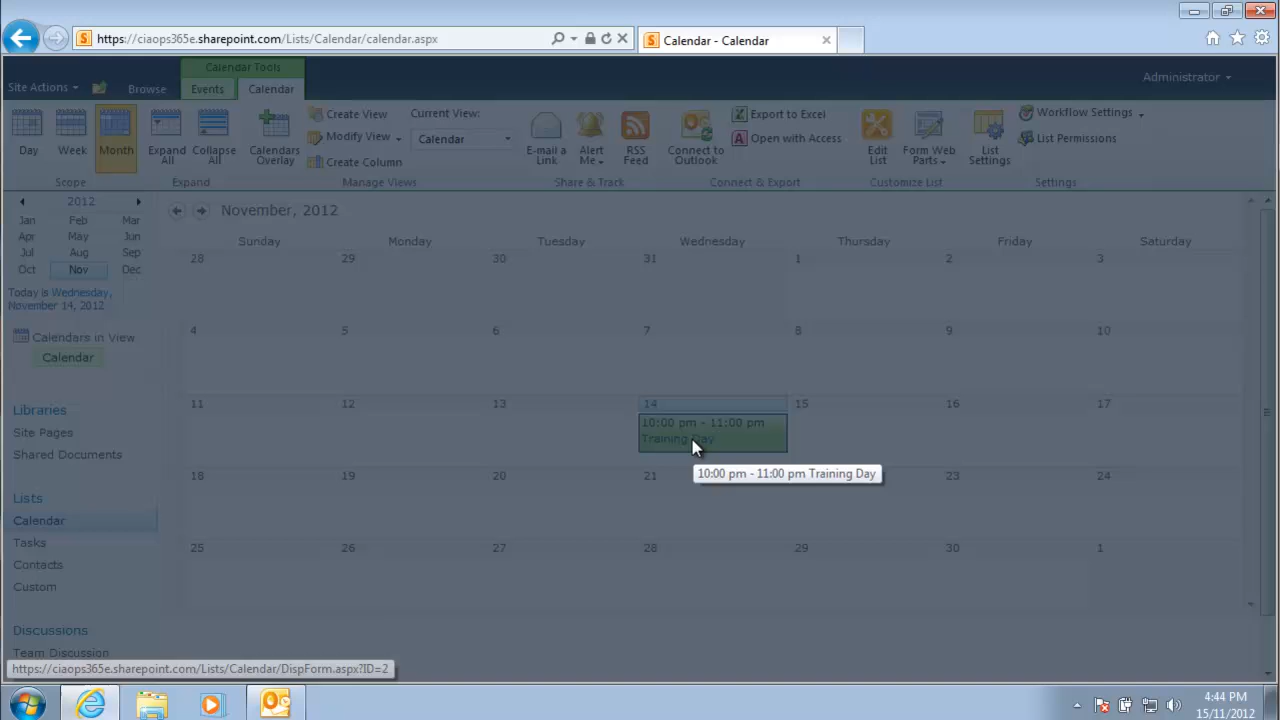 https://ciaops365e.sharepoint.com/Lists/Calendar/calendar.aspx
Calendar - Calendar
Calendar Tools
Site Actions
Browse
Events
Calendar
Administrator
Day
Week
Month
Expand All
Collapse All
Calendars Overlay
Create View
Modify View
Create Column
Current View:
Calendar
E-mail a Link
Alert Me
RSS Feed
Connect to Outlook
Export to Excel
Open with Access
Edit List
Form Web Parts
List Settings
Workflow Settings
List Permissions
Scope
Expand
Manage Views
Share & Track
Connect & Export
Customize List
Settings
2012
Jan Feb Mar
Apr May Jun
Jul Aug Sep
Oct Nov Dec
Today is Wednesday,
November 14, 2012
Calendars in View
Calendar
Libraries
Site Pages
Shared Documents
Lists
Calendar
Tasks
Contacts
Custom
Discussions
Team Discussion
November, 2012
Sunday Monday Tuesday Wednesday Thursday Friday Saturday
28 29 30 31 1 2 3
4 5 6 7 8 9 10
11 12 13 14 15 16 17
10:00 pm - 11:00 pm
Training Day
10:00 pm - 11:00 pm Training Day
18 19 20 21 23 24
25 26 27 28 29 30 1
https://ciaops365e.sharepoint.com/Lists/Calendar/DispForm.aspx?ID=2
4:44 PM
15/11/2012